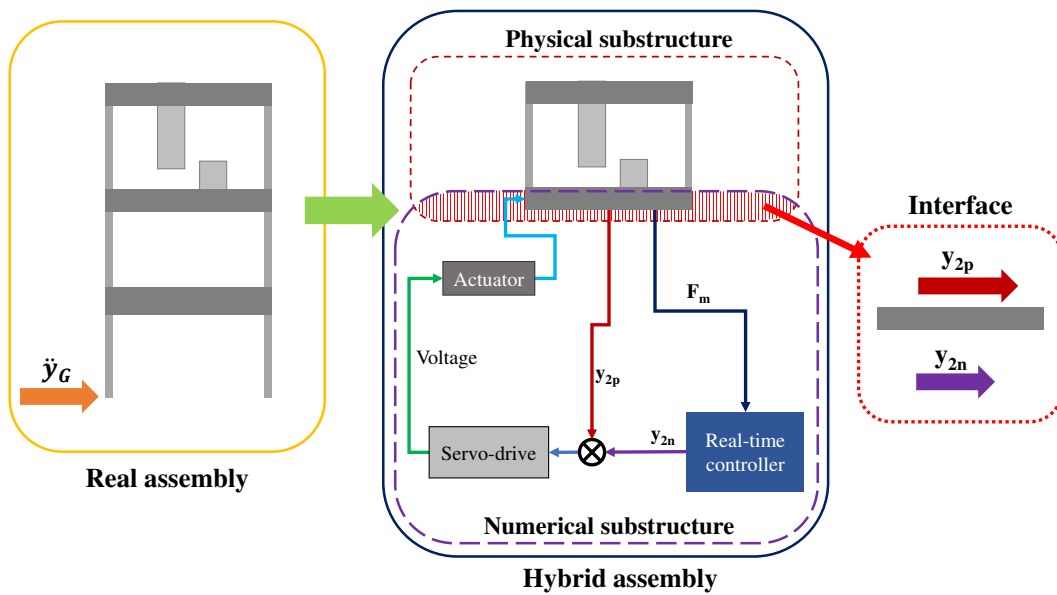 Physical substructure
Interface
y2p
Actuator
Fm
Voltage
y2n
ÿG
y2p
y2n
Servo-drive
Real-time
controller
Real assembly
Numerical substructure
Hybrid assembly